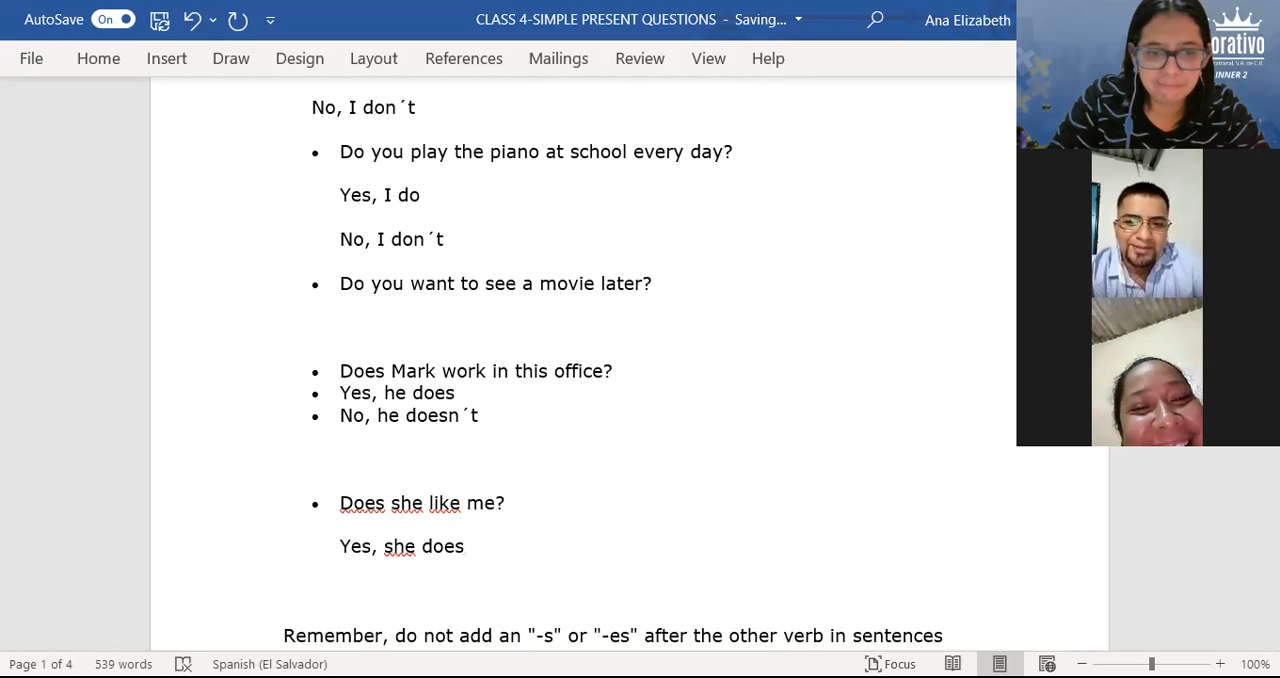 AutoSave On CLASS 4-SIMPLE PRESENT QUESTIONS - Saving... Ana Elizabeth
File Home Insert Draw Design Layout References Mailings Review View Help
orativo
INNER 2
No, I don´t
• Do you play the piano at school every day?
Yes, I do
No, I don´t
• Do you want to see a movie later?
• Does Mark work in this office?
• Yes, he does
• No, he doesn´t
• Does she like me?
Yes, she does
Remember, do not add an "-s" or "-es" after the other verb in sentences
Page 1 of 4 539 words Spanish (El Salvador) Focus 100%